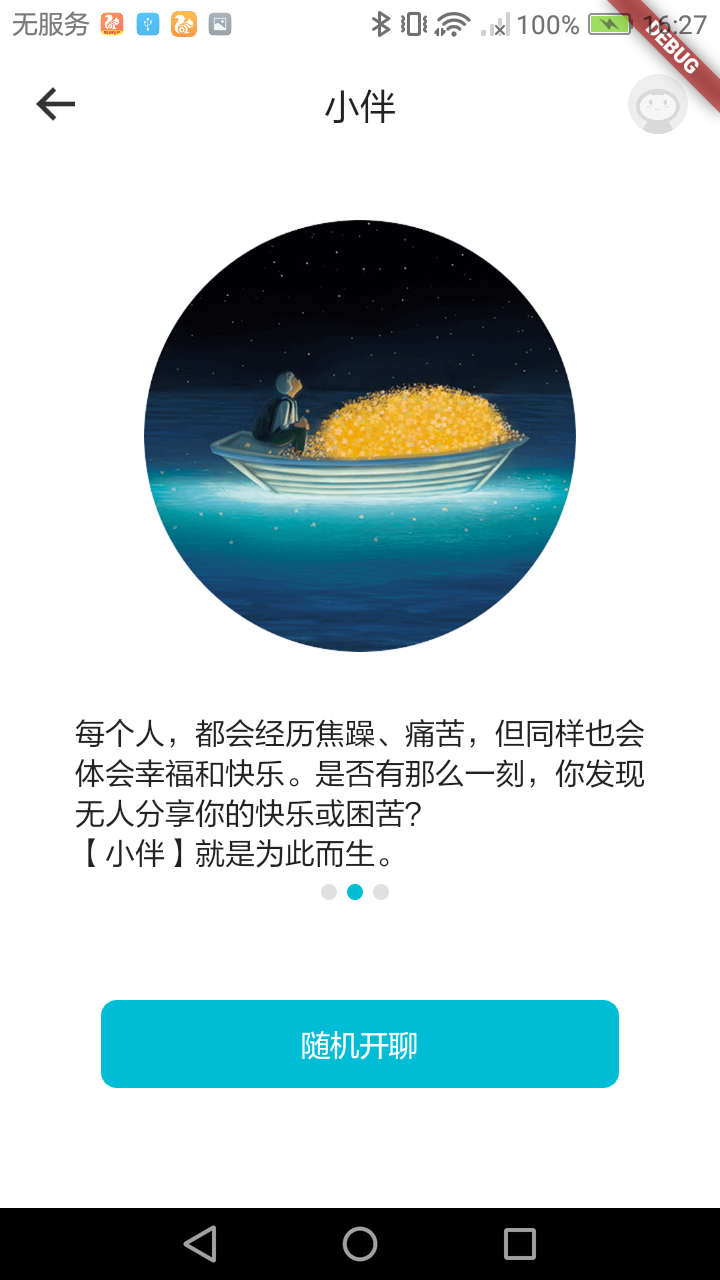 无服务
100%
16:27
DEBUG
小伴
每个人，都会经历焦躁、痛苦，但同样也会
体会幸福和快乐。是否有那么一刻，你发现
无人分享你的快乐或困苦？
【小伴】就是为此而生。
随机开聊